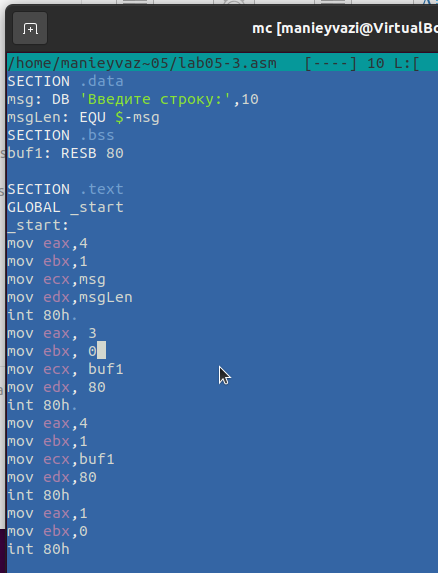 mc [manieyvazi@VirtualBo
/home/manieyvaz~05/lab05-3.asm   [----] 10 L:[
SECTION .data
msg: DB 'Введите строку:',10
msgLen: EQU $-msg
SECTION .bss
buf1: RESB 80
SECTION .text
GLOBAL _start
_start:
mov eax,4
mov ebx,1
mov ecx,msg
mov edx,msgLen
int 80h.
mov eax, 3
mov ebx, 0
mov ecx, buf1
mov edx, 80
int 80h.
mov eax,4
mov ebx,1
mov ecx,buf1
mov edx,80
int 80h
mov eax,1
mov ebx,0
int 80h